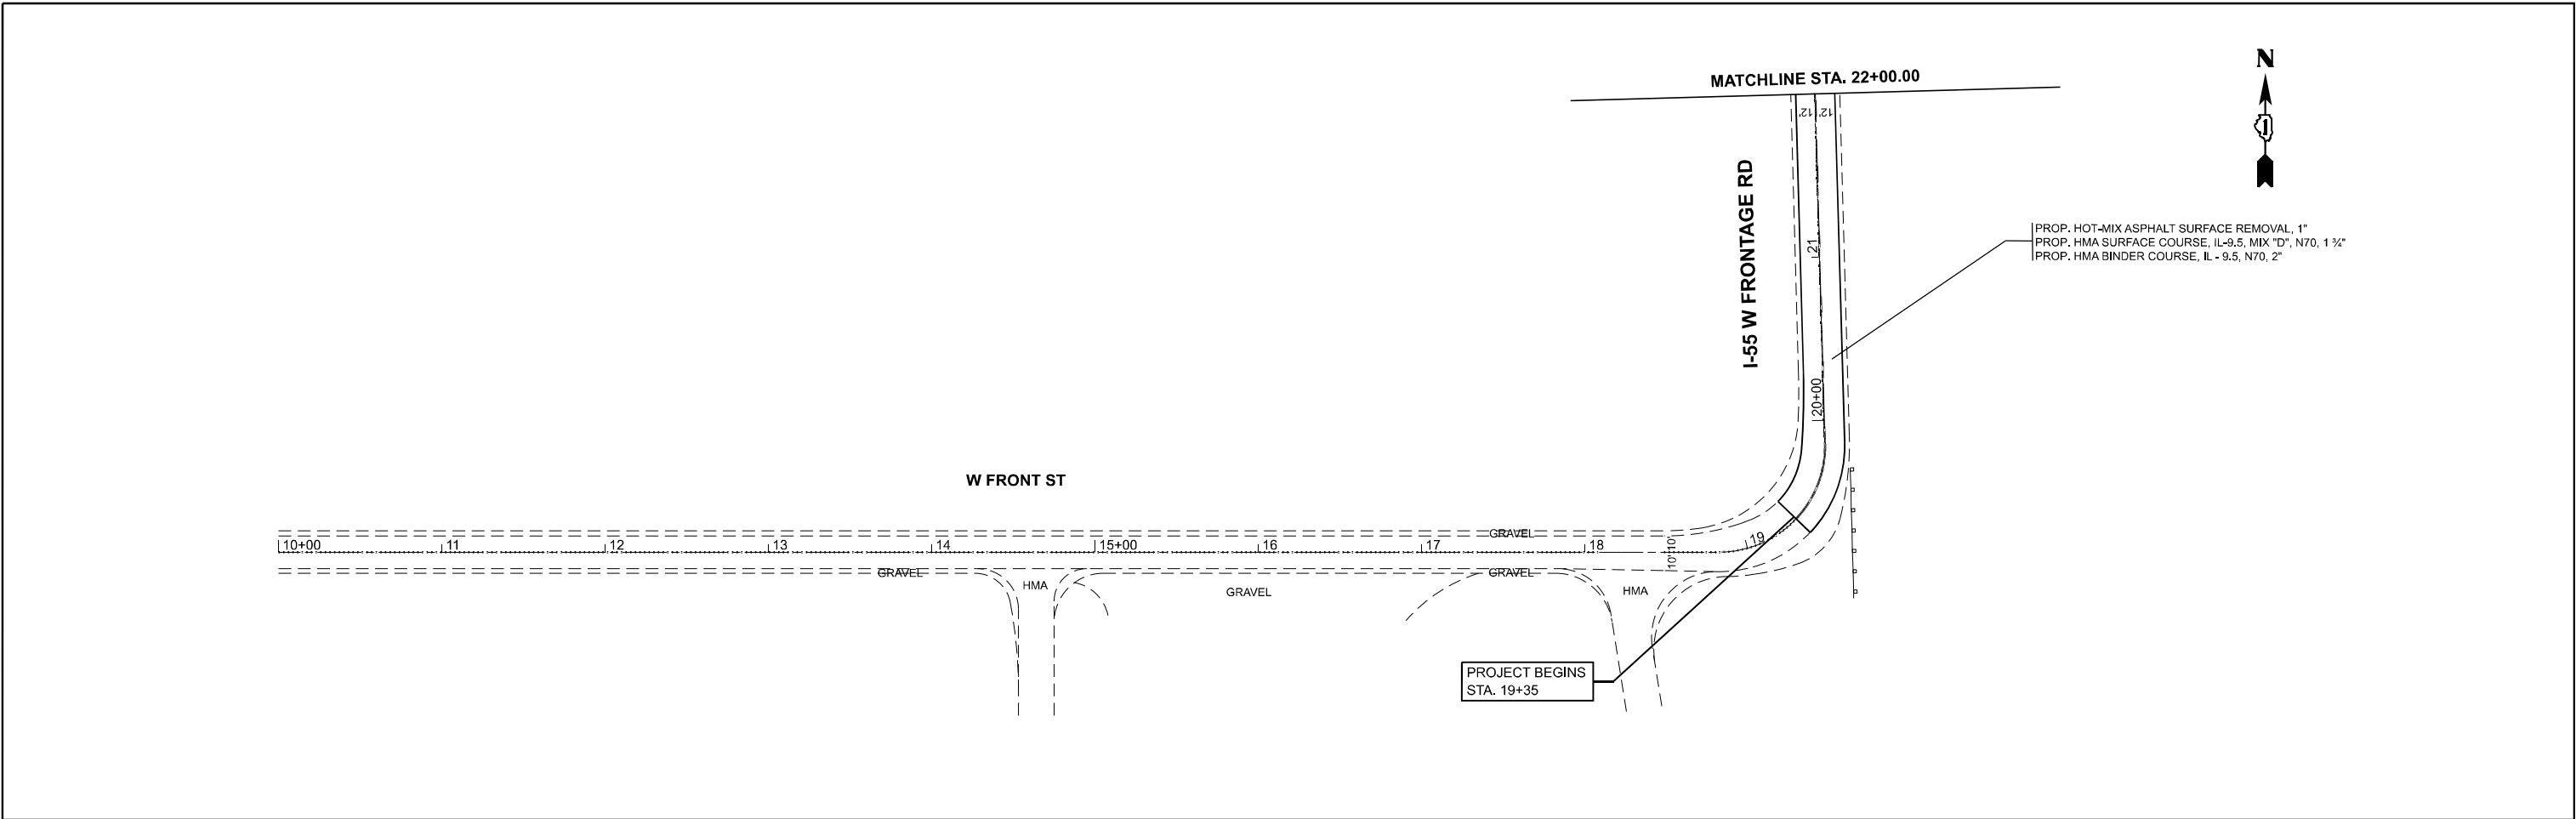 MATCHLINE STA. 22+00.00
N
12' 12'
I-55 W FRONTAGE RD
21
20+00
PROP. HOT-MIX ASPHALT SURFACE REMOVAL, 1"
PROP. HMA SURFACE COURSE, IL-9.5, MIX "D", N70, 1 ¾"
PROP. HMA BINDER COURSE, IL - 9.5, N70, 2"
W FRONT ST
GRAVEL
10+00 11 12 13 14 15+00 16 17 18 19
10' 10'
GRAVEL
GRAVEL
HMA
GRAVEL
HMA
PROJECT BEGINS
STA. 19+35